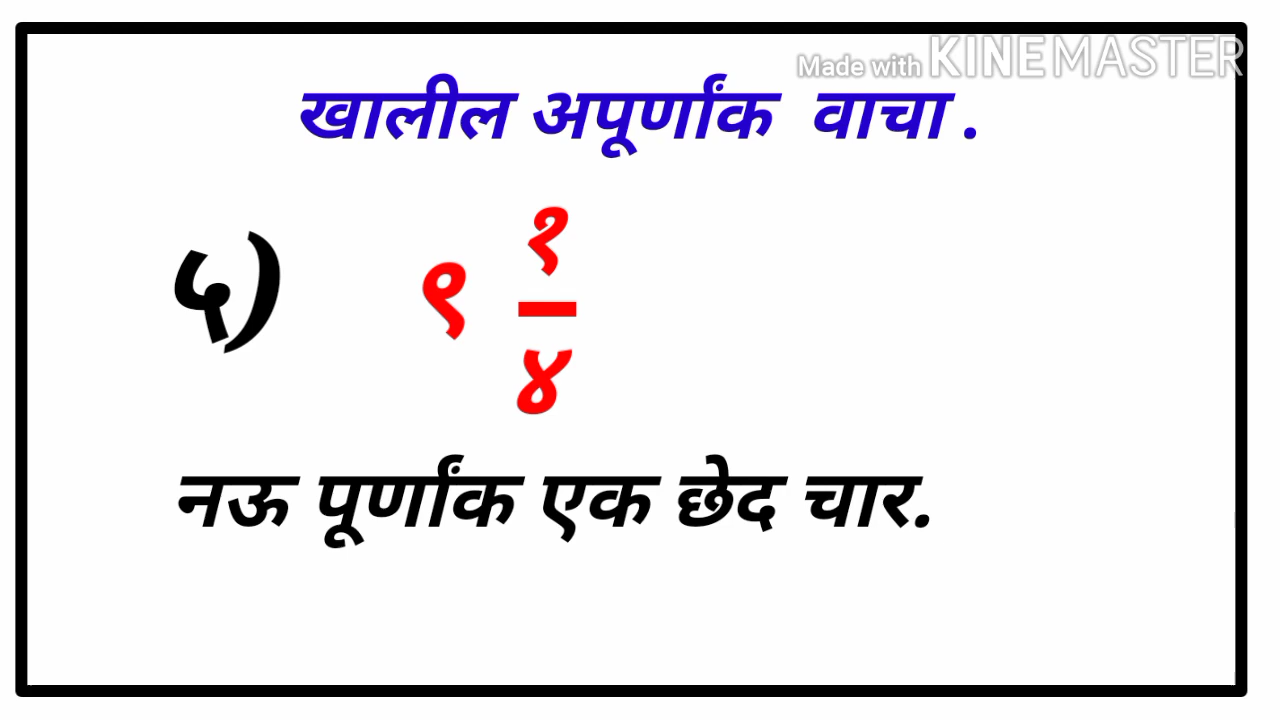 Made with KINEMASTER
खालील अपूर्णांक वाचा .
१
५) ९
४
नऊ पूर्णांक एक छेद चार.